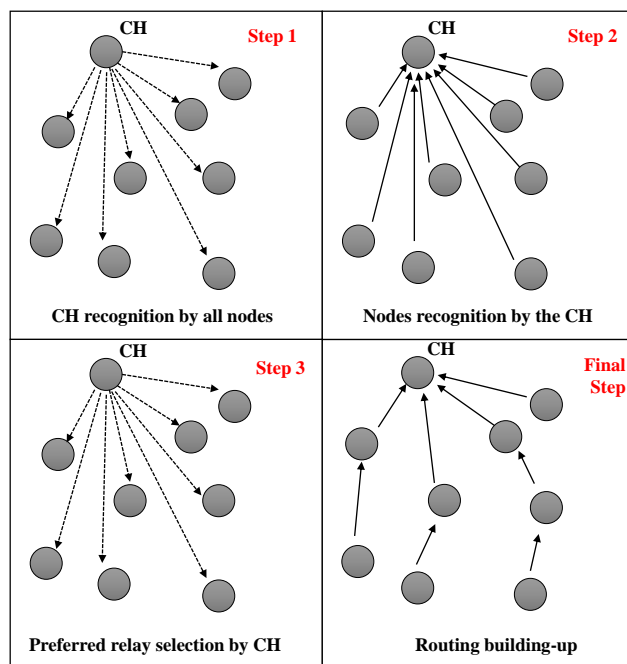 CH
Step 1
CH recognition by all nodes
CH
Step 2
Nodes recognition by the CH
CH
Step 3
Preferred relay selection by CH
CH
Final
Step
Routing building-up